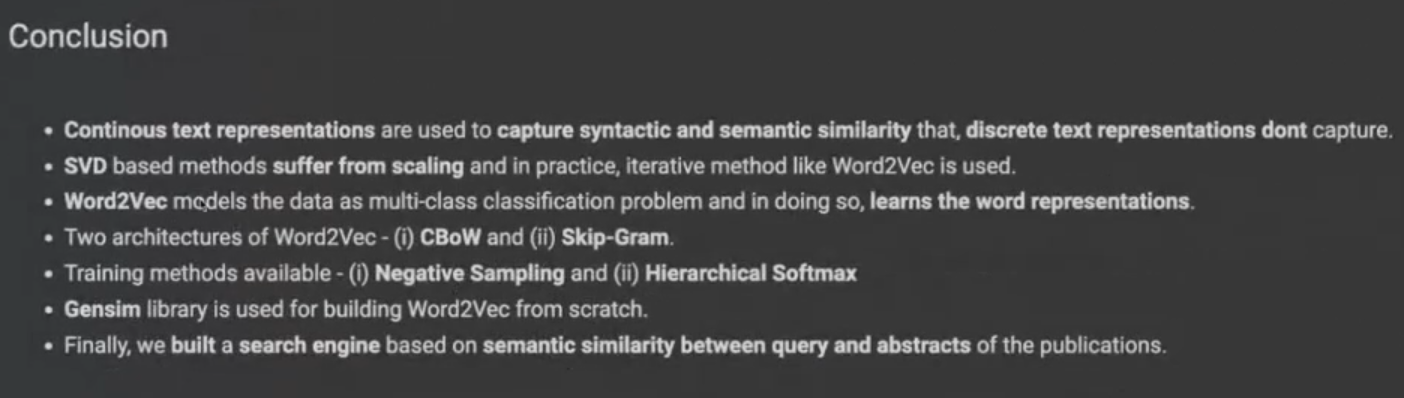 Conclusion
• Continous text representations are used to capture syntactic and semantic similarity that, discrete text representations dont capture.
• SVD based methods suffer from scaling and in practice, iterative method like Word2Vec is used.
• Word2Vec models the data as multi-class classification problem and in doing so, learns the word representations.
• Two architectures of Word2Vec - (i) CBoW and (ii) Skip-Gram.
• Training methods available - (i) Negative Sampling and (ii) Hierarchical Softmax
• Gensim library is used for building Word2Vec from scratch.
• Finally, we built a search engine based on semantic similarity between query and abstracts of the publications.